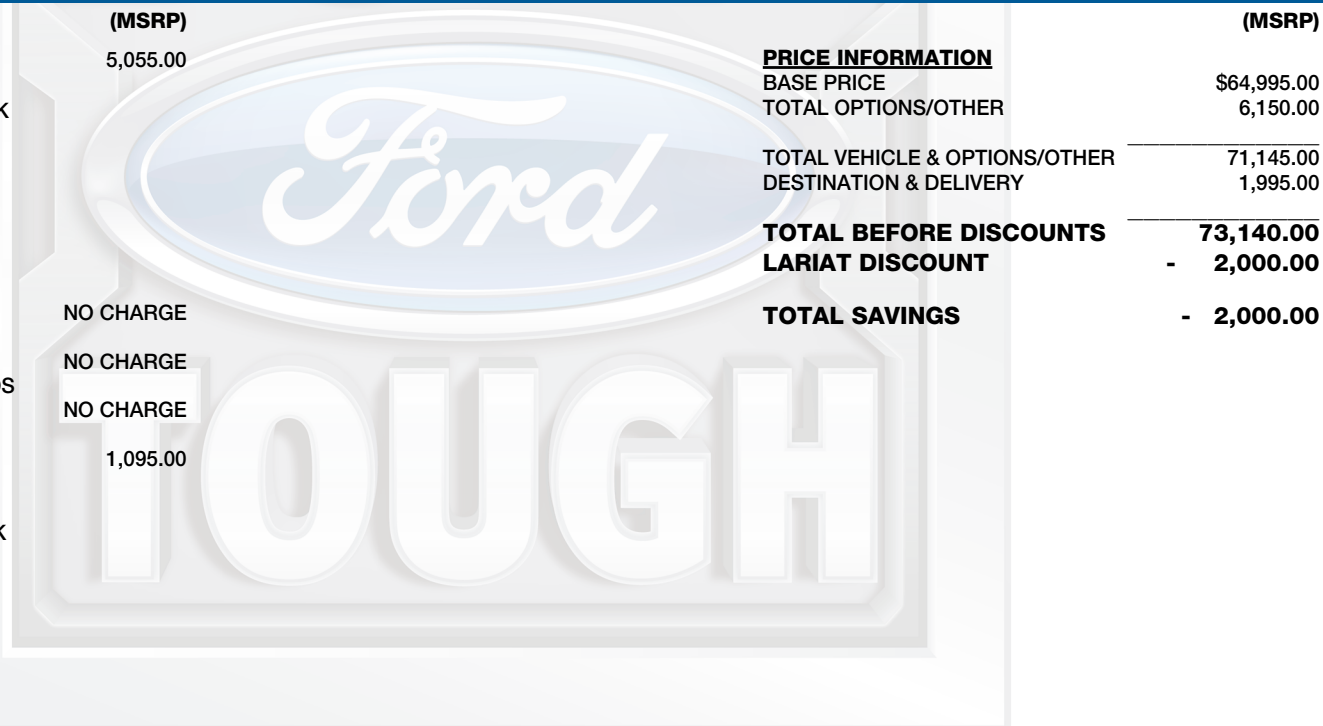 (MSRP)
5,055.00
K
NO CHARGE
NO CHARGE
NO CHARGE
1,095.00
K
Ford
TOUGH
(MSRP)
PRICE INFORMATION
BASE PRICE $64,995.00
TOTAL OPTIONS/OTHER 6,150.00
TOTAL VEHICLE & OPTIONS/OTHER 71,145.00
DESTINATION & DELIVERY 1,995.00
TOTAL BEFORE DISCOUNTS 73,140.00
LARIAT DISCOUNT - 2,000.00
TOTAL SAVINGS - 2,000.00